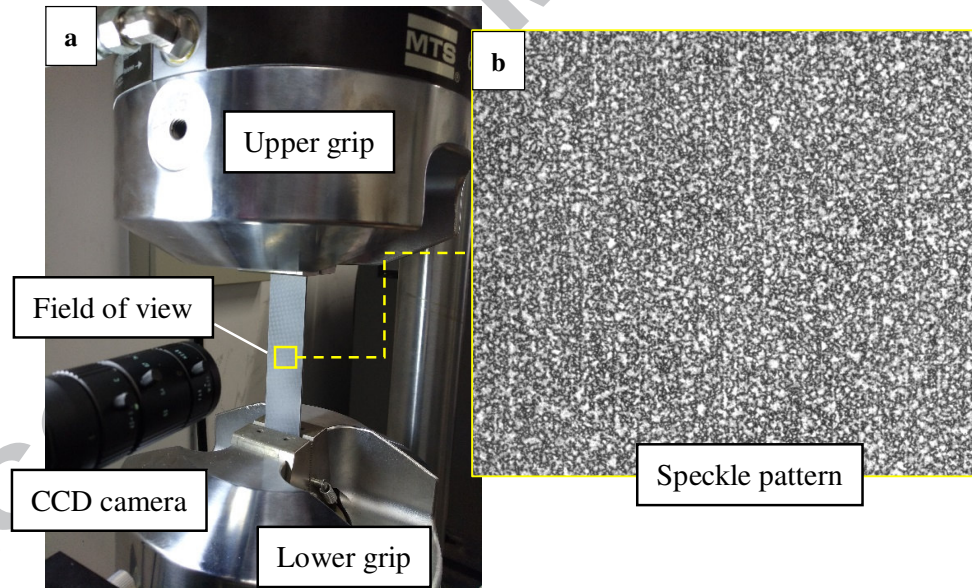 a
MTS
b
Upper grip
Field of view
CCD camera
Lower grip
Speckle pattern